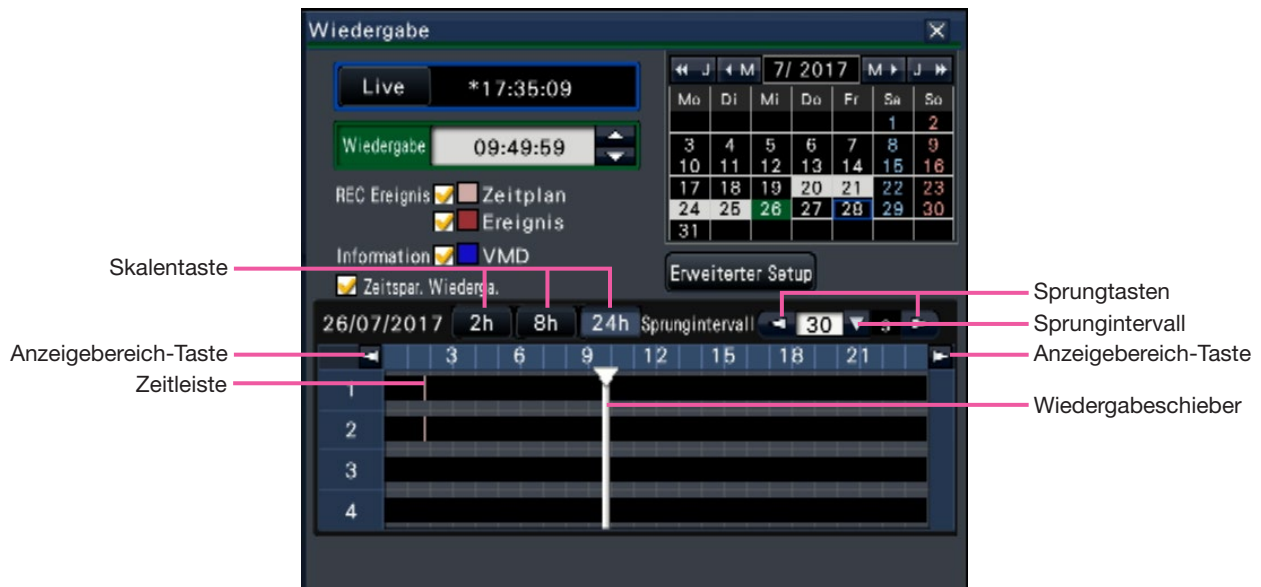 Wiedergabe
Live *17:35:09
Wiedergabe 09:49:59
REC Ereignis Zeitplan
Ereignis
Information VMD
Zeitspar. Wiederga.
J M 7/ 2017 M J
Mo Di Mi Do Fr Sa So
1 2
3 4 5 6 7 8 9
10 11 12 13 14 15 16
17 18 19 20 21 22 23
24 25 26 27 28 29 30
31
Erweiterter Setup
26/07/2017 2h 8h 24h Sprungintervall 30 s
3 6 9 12 15 18 21
1
2
3
4
Skalentaste
Anzeigebereich-Taste
Zeitleiste
Sprungtasten
Sprungintervall
Anzeigebereich-Taste
Wiedergabeschieber